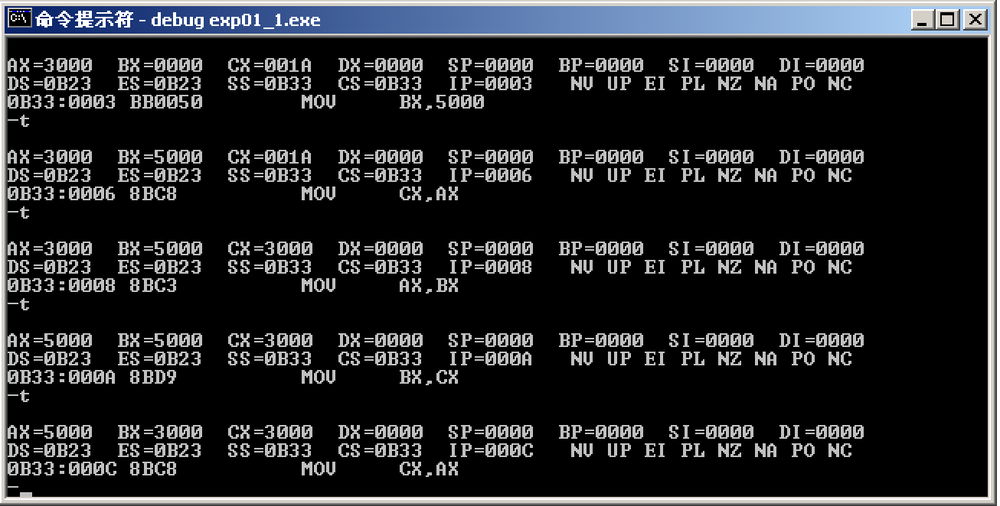 命令提示符 - debug exp01_1.exe
AX=3000 BX=0000 CX=001A DX=0000 SP=0000 BP=0000 SI=0000 DI=0000
DS=0B23 ES=0B23 SS=0B33 CS=0B33 IP=0003 NV UP EI PL NZ NA PO NC
0B33:0003 BB0050 MOV BX,5000
-t
AX=3000 BX=5000 CX=001A DX=0000 SP=0000 BP=0000 SI=0000 DI=0000
DS=0B23 ES=0B23 SS=0B33 CS=0B33 IP=0006 NV UP EI PL NZ NA PO NC
0B33:0006 8BC8 MOV CX,AX
-t
AX=3000 BX=5000 CX=3000 DX=0000 SP=0000 BP=0000 SI=0000 DI=0000
DS=0B23 ES=0B23 SS=0B33 CS=0B33 IP=0008 NV UP EI PL NZ NA PO NC
0B33:0008 8BC3 MOV AX,BX
-t
AX=5000 BX=5000 CX=3000 DX=0000 SP=0000 BP=0000 SI=0000 DI=0000
DS=0B23 ES=0B23 SS=0B33 CS=0B33 IP=000A NV UP EI PL NZ NA PO NC
0B33:000A 8BD9 MOV BX,CX
-t
AX=5000 BX=3000 CX=3000 DX=0000 SP=0000 BP=0000 SI=0000 DI=0000
DS=0B23 ES=0B23 SS=0B33 CS=0B33 IP=000C NV UP EI PL NZ NA PO NC
0B33:000C 8BC8 MOV CX,AX
-